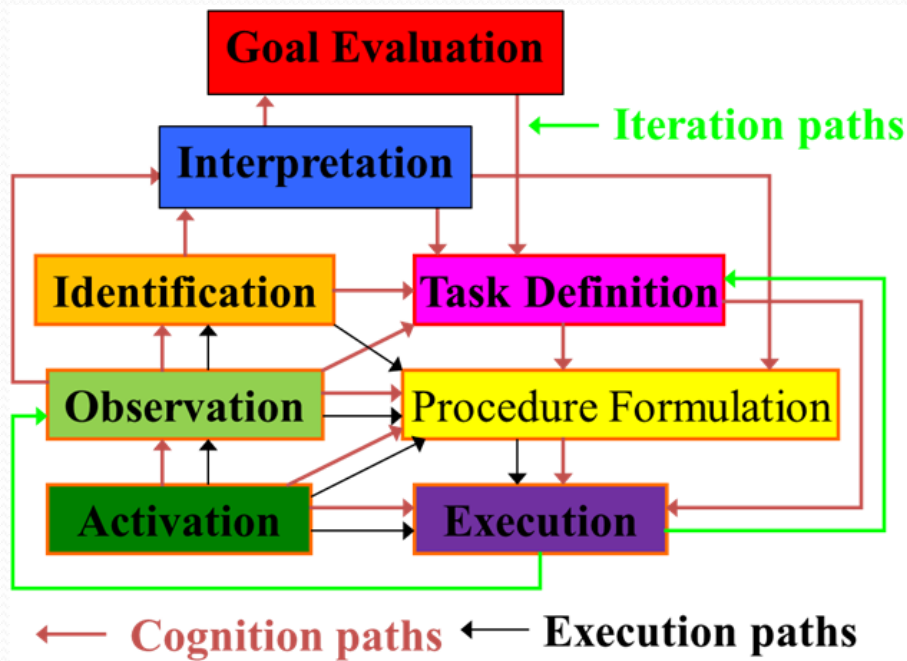 Goal Evaluation
Iteration paths
Interpretation
Identification
Task Definition
Observation
Procedure Formulation
Activation
Execution
Cognition paths
Execution paths